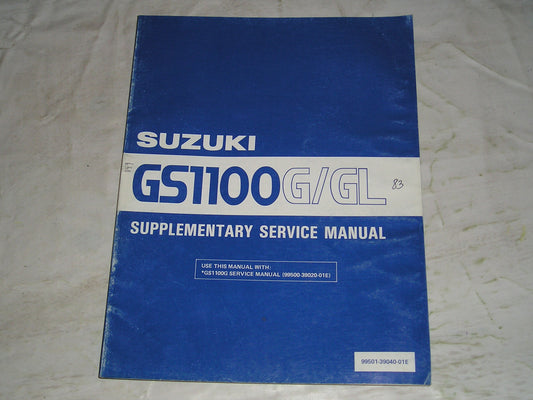 SUZUKI
GS1100G/GL 83
SUPPLEMENTARY SERVICE MANUAL
USE THIS MANUAL WITH:
*GS1100G SERVICE MANUAL (99500-39020-01E)
99501-39040-01E